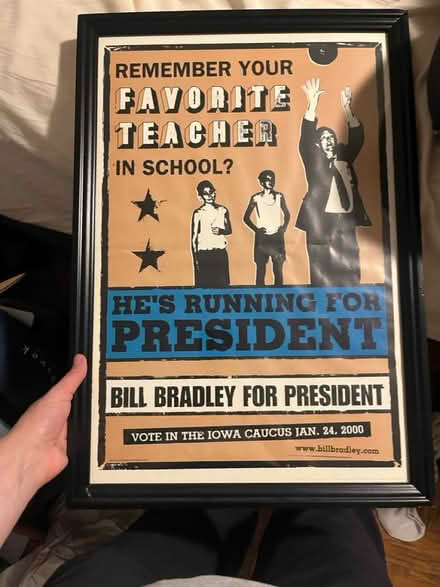 REMEMBER YOUR
FAVORITE
TEACHER
IN SCHOOL?
HE'S RUNNING FOR
PRESIDENT
BILL BRADLEY FOR PRESIDENT
VOTE IN THE IOWA CAUCUS JAN. 24, 2000
www.billbradley.com